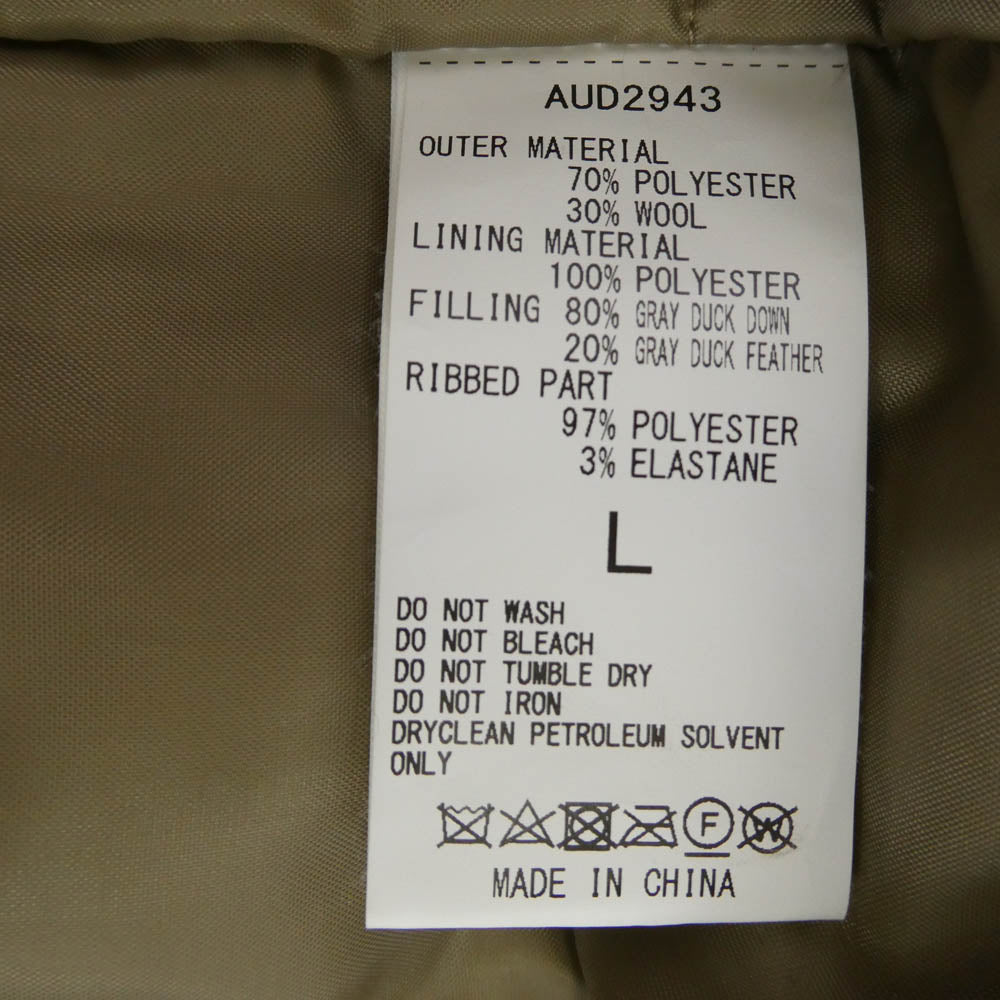 AUD2943
OUTER MATERIAL
70% POLYESTER
30% WOOL
LINING MATERIAL
100% POLYESTER
FILLING 80% GRAY DUCK DOWN
20% GRAY DUCK FEATHER
RIBBED PART
97% POLYESTER
3% ELASTANE
L
DO NOT WASH
DO NOT BLEACH
DO NOT TUMBLE DRY
DO NOT IRON
DRYCLEAN PETROLEUM SOLVENT
ONLY
F W
MADE IN CHINA